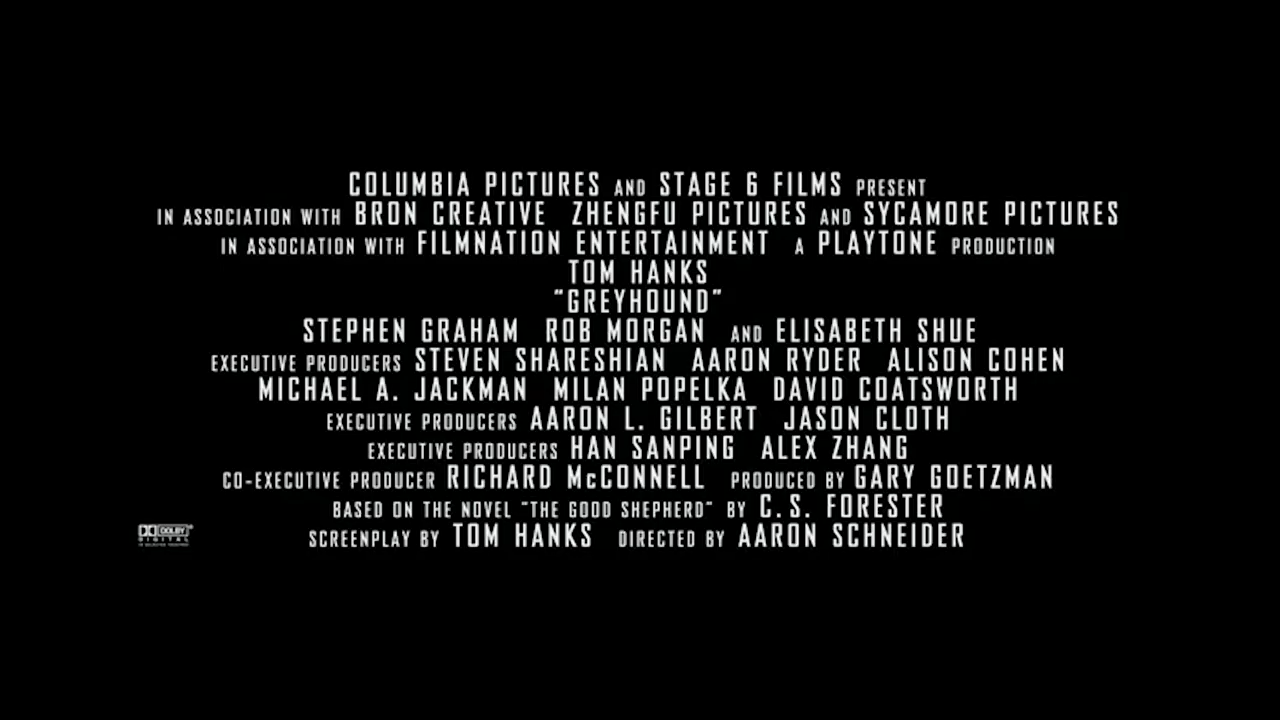 COLUMBIA PICTURES AND STAGE 6 FILMS PRESENT
IN ASSOCIATION WITH BRON CREATIVE ZHENGFU PICTURES AND SYCAMORE PICTURES
IN ASSOCIATION WITH FILMNATION ENTERTAINMENT A PLAYTONE PRODUCTION
TOM HANKS
"GREYHOUND"
STEPHEN GRAHAM ROB MORGAN AND ELISABETH SHUE
EXECUTIVE PRODUCERS STEVEN SHARESHIAN AARON RYDER ALISON COHEN
MICHAEL A. JACKMAN MILAN POPELKA DAVID COATSWORTH
EXECUTIVE PRODUCERS AARON L. GILBERT JASON CLOTH
EXECUTIVE PRODUCERS HAN SANPING ALEX ZHANG
CO-EXECUTIVE PRODUCER RICHARD McCONNELL PRODUCED BY GARY GOETZMAN
BASED ON THE NOVEL "THE GOOD SHEPHERD" BY C.S. FORESTER
SCREENPLAY BY TOM HANKS DIRECTED BY AARON SCHNEIDER
DOLBY
DIGITAL